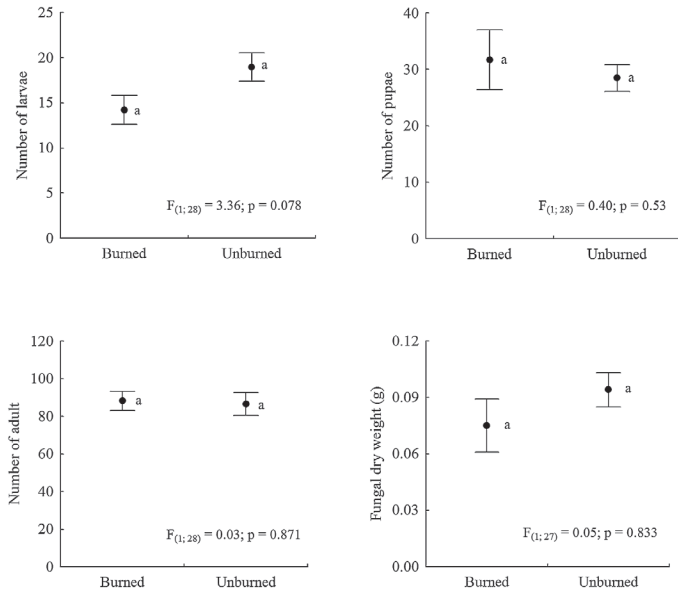 Number of larvae
25
20
15
10
5
0
a
a
F(1; 28) = 3.36; p = 0.078
Burned
Unburned
Number of pupae
40
30
20
10
0
a
a
F(1; 28) = 0.40; p = 0.53
Burned
Unburned
Number of adult
120
100
80
60
40
20
0
a
a
F(1; 28) = 0.03; p = 0.871
Burned
Unburned
Fungal dry weight (g)
0.12
0.09
0.06
0.03
0.00
a
a
F(1; 27) = 0.05; p = 0.833
Burned
Unburned